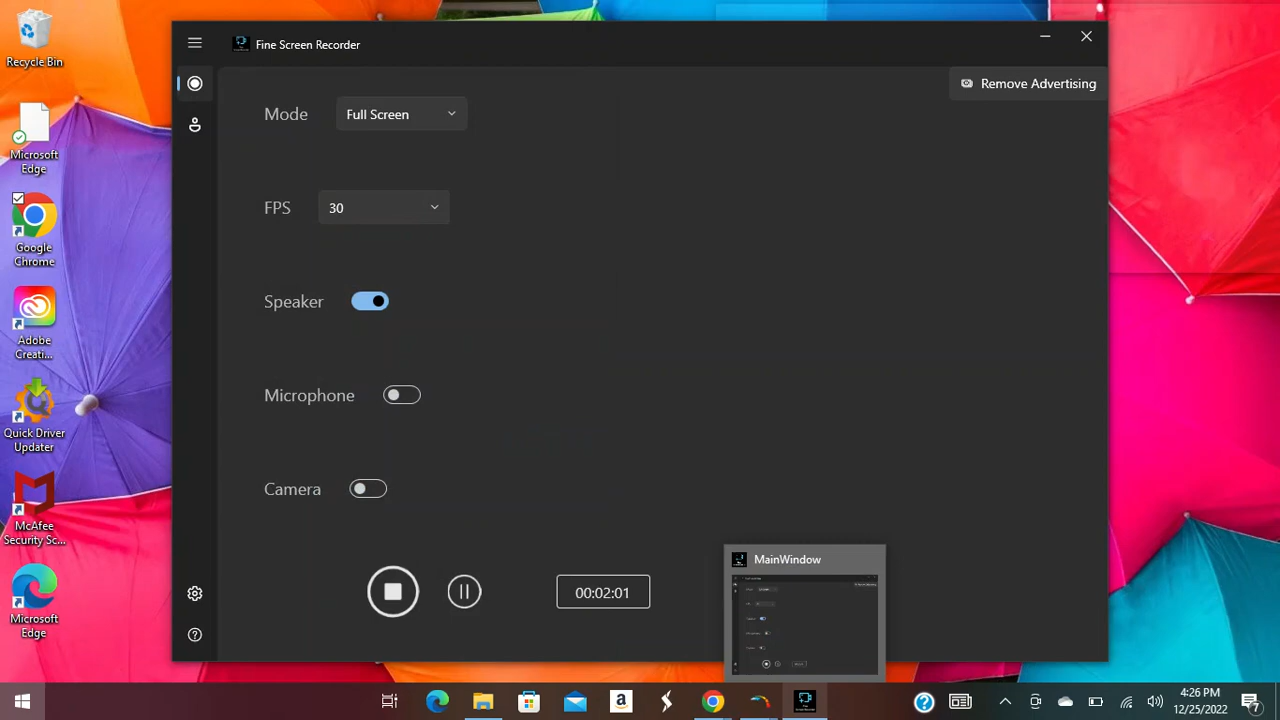 Recycle Bin
Microsoft
Edge
Google
Chrome
Adobe
Creati...
Quick Driver
Updater
McAfee
Security Sc...
Microsoft
Edge
Fine Screen Recorder
Remove Advertising
Mode
Full Screen
FPS
30
Speaker
Microphone
Camera
00:02:01
MainWindow
4:26 PM
12/25/2022
7